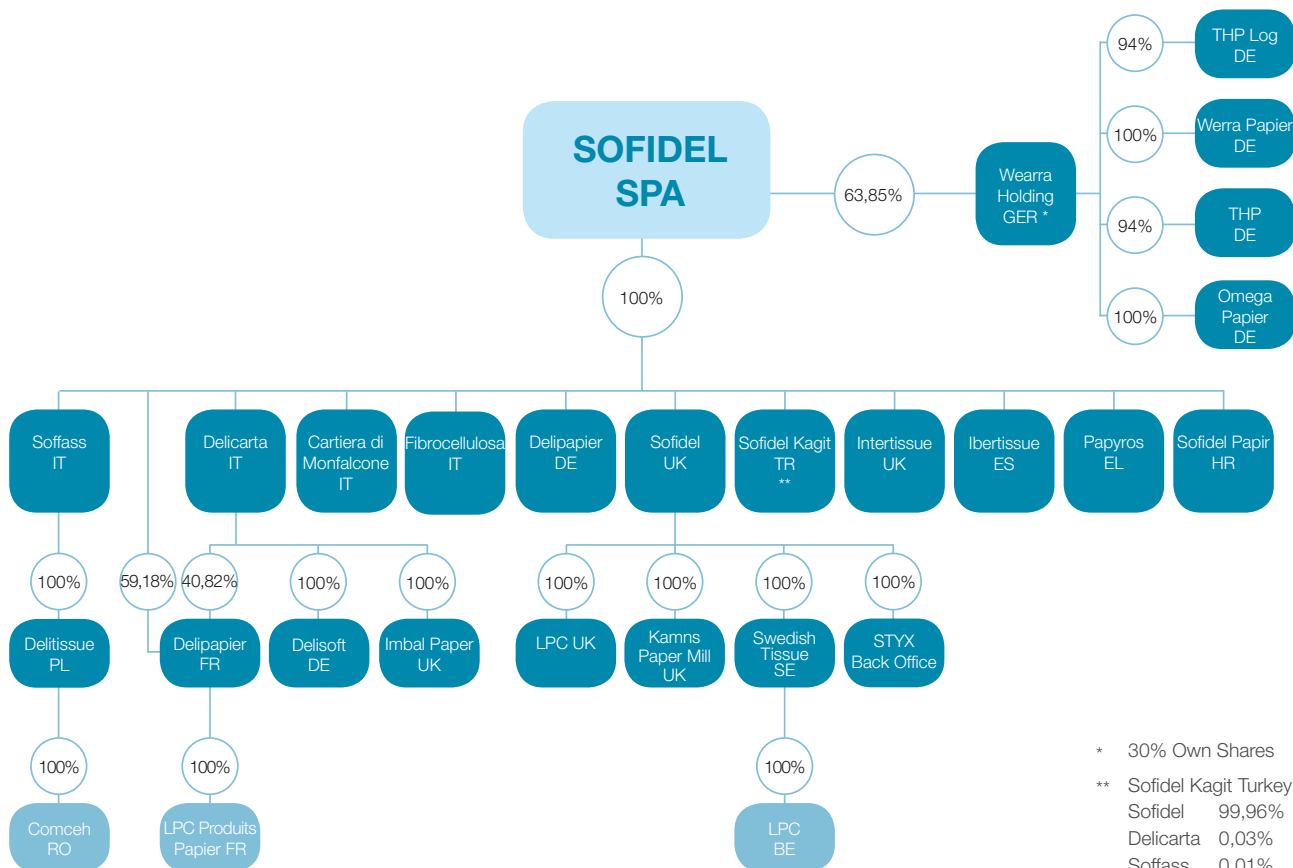 94%
THP Log
DE
SOFIDEL
SPA
100%
Werra Papier
DE
63,85%
Wearra
Holding
GER *
94%
THP
DE
100%
100%
Omega
Papier
DE
Soffass
IT
Delicarta
IT
Cartiera di
Monfalcone
IT
Fibrocellulosa
IT
Delipapier
DE
Sofidel
UK
Sofidel Kagit
TR
**
Intertissue
UK
Ibertissue
ES
Papyros
EL
Sofidel Papir
HR
100%
59,18%
40,82%
100%
100%
100%
100%
100%
100%
Delitissue
PL
Delipapier
FR
Delisoft
DE
Imbal Paper
UK
LPC UK
Kamns
Paper Mill
UK
Swedish
Tissue
SE
STYX
Back Office
100%
100%
100%
Comceh
RO
LPC Produits
Papier FR
LPC
BE
* 30% Own Shares
** Sofidel Kagit Turkey
Sofidel 99,96%
Delicarta 0,03%
Soffass 0,01%